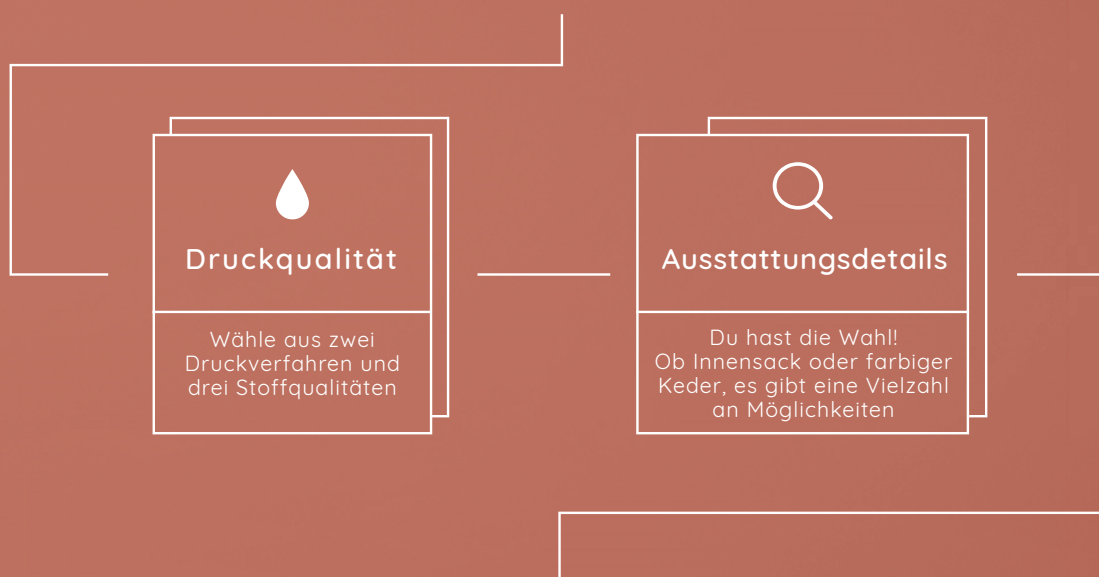 Druckqualität
Wähle aus zwei
Druckverfahren und
drei Stoffqualitäten
Ausstattungsdetails
Du hast die Wahl!
Ob Innensack oder farbiger
Keder, es gibt eine Vielzahl
an Möglichkeiten